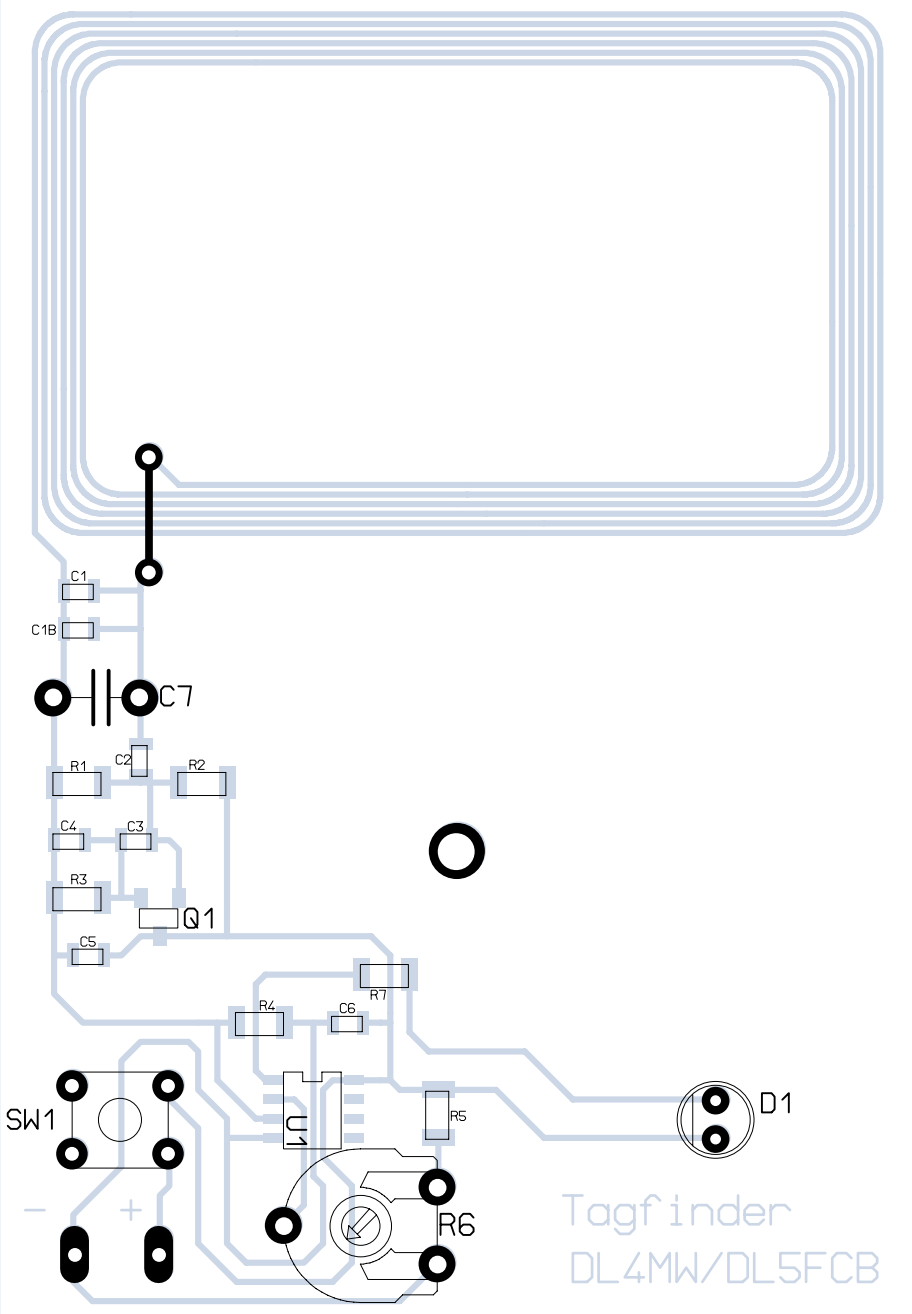 C1
C1B
C7
C2
R1
R2
C4
C3
R3
Q1
C5
R7
R4
C6
SW1
U1
R5
D1
- +
R6
Tagfinder
DL4MW/DL5FCB